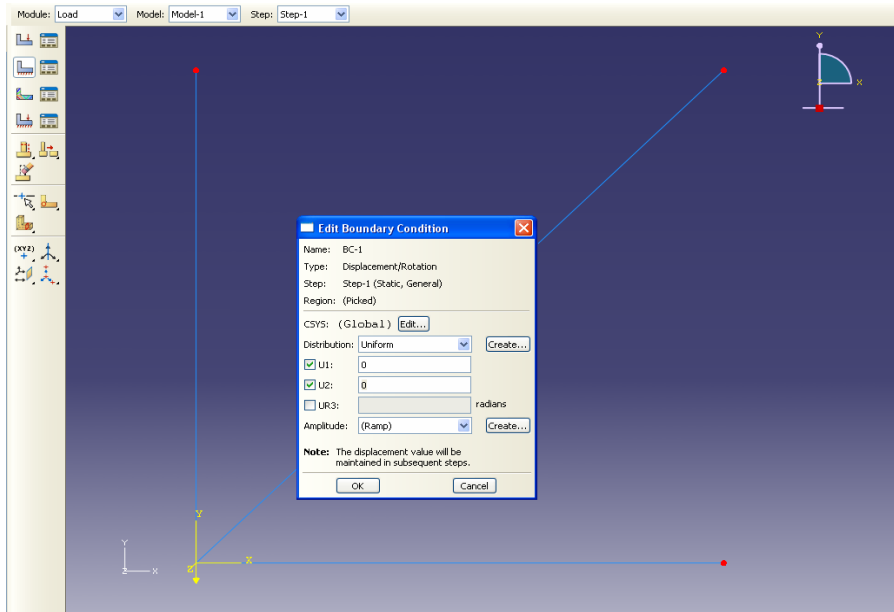 Module: Load Model: Model-1 Step: Step-1
Y
Z X
Edit Boundary Condition
Name: BC-1
Type: Displacement/Rotation
Step: Step-1 (Static, General)
Region: (Picked)
CSYS: (Global) Edit...
Distribution: Uniform Create...
U1: 0
U2: 0
UR3: radians
Amplitude: (Ramp) Create...
Note: The displacement value will be
maintained in subsequent steps.
OK Cancel
(XYZ)
Y
X
Z
Y
Z X